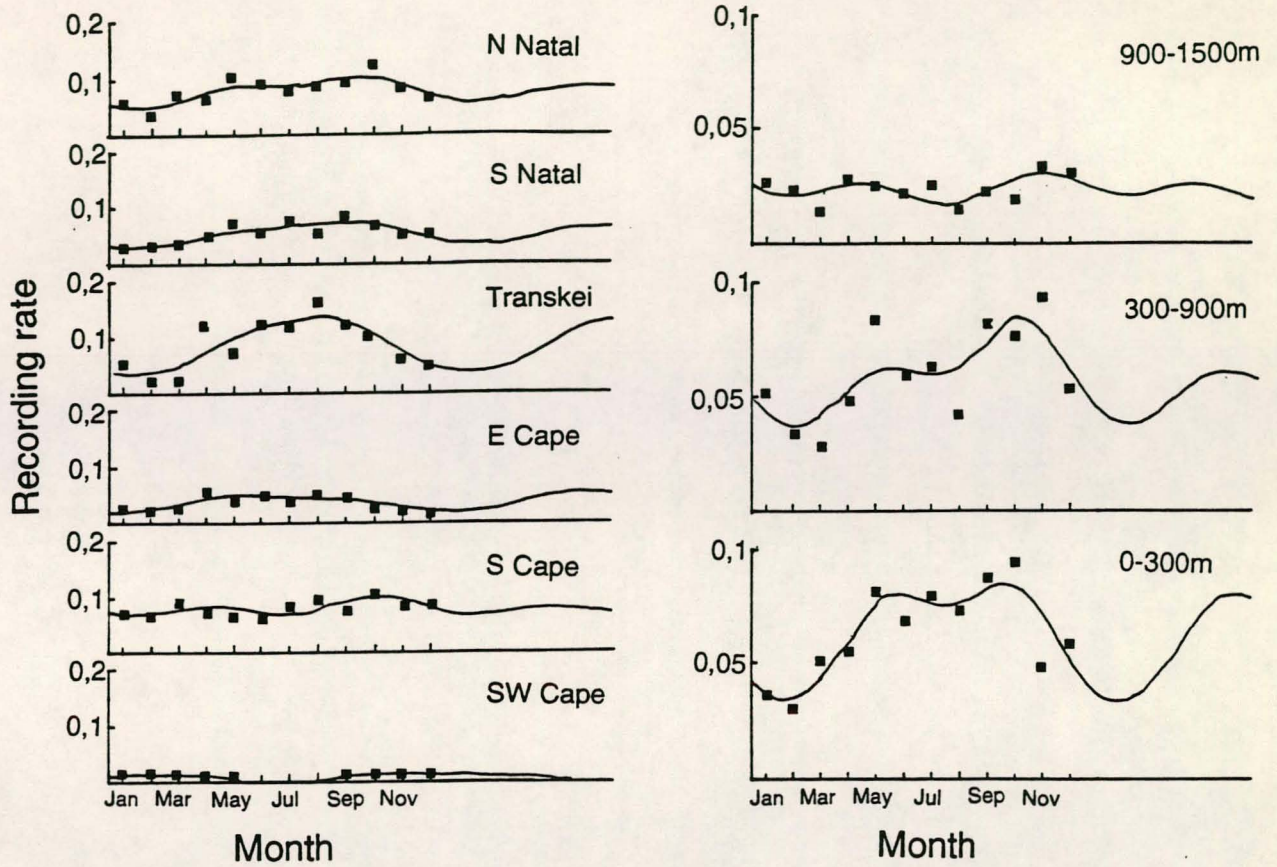 Recording rate
0,2
N Natal
0,1
0,2
S Natal
0,1
0,2
Transkei
0,1
0,2
E Cape
0,1
0,2
S Cape
0,1
0,2
SW Cape
0,1
Jan Mar May Jul Sep Nov
Month
0,1
900-1500m
0,05
0,1
300-900m
0,05
0,1
0-300m
0,05
Jan Mar May Jul Sep Nov
Month